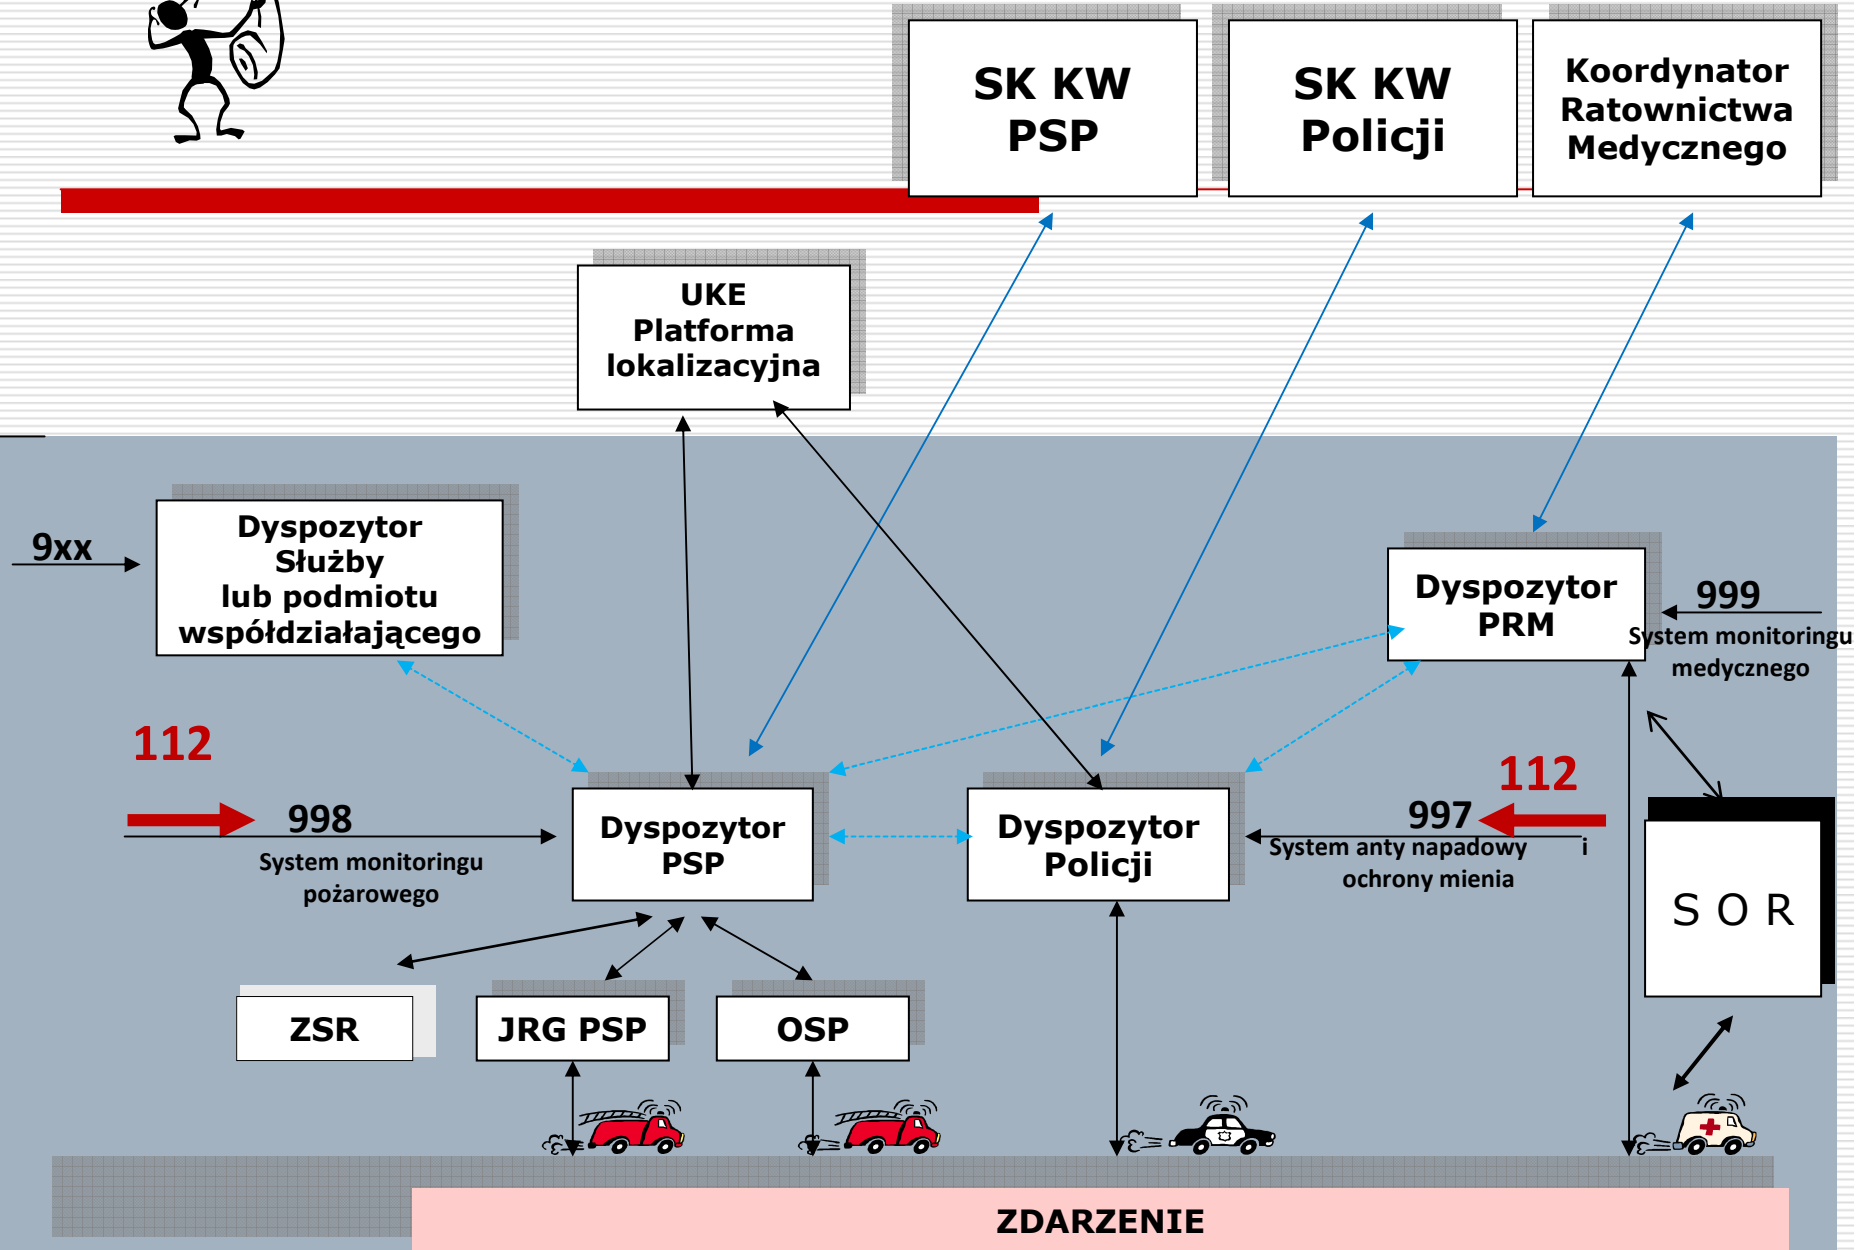 SK KW
PSP
SK KW
Policji
Koordynator
Ratownictwa
Medycznego
UKE
Platforma
lokalizacyjna
9xx
Dyspozytor
Służby
lub podmiotu
współdziałającego
Dyspozytor
PRM
999
System monitoringu
medycznego
112
998
System monitoringu
pożarowego
Dyspozytor
PSP
Dyspozytor
Policji
112
997
System anty napadowy i
ochrony mienia
S O R
ZSR
JRG PSP
OSP
ZDARZENIE